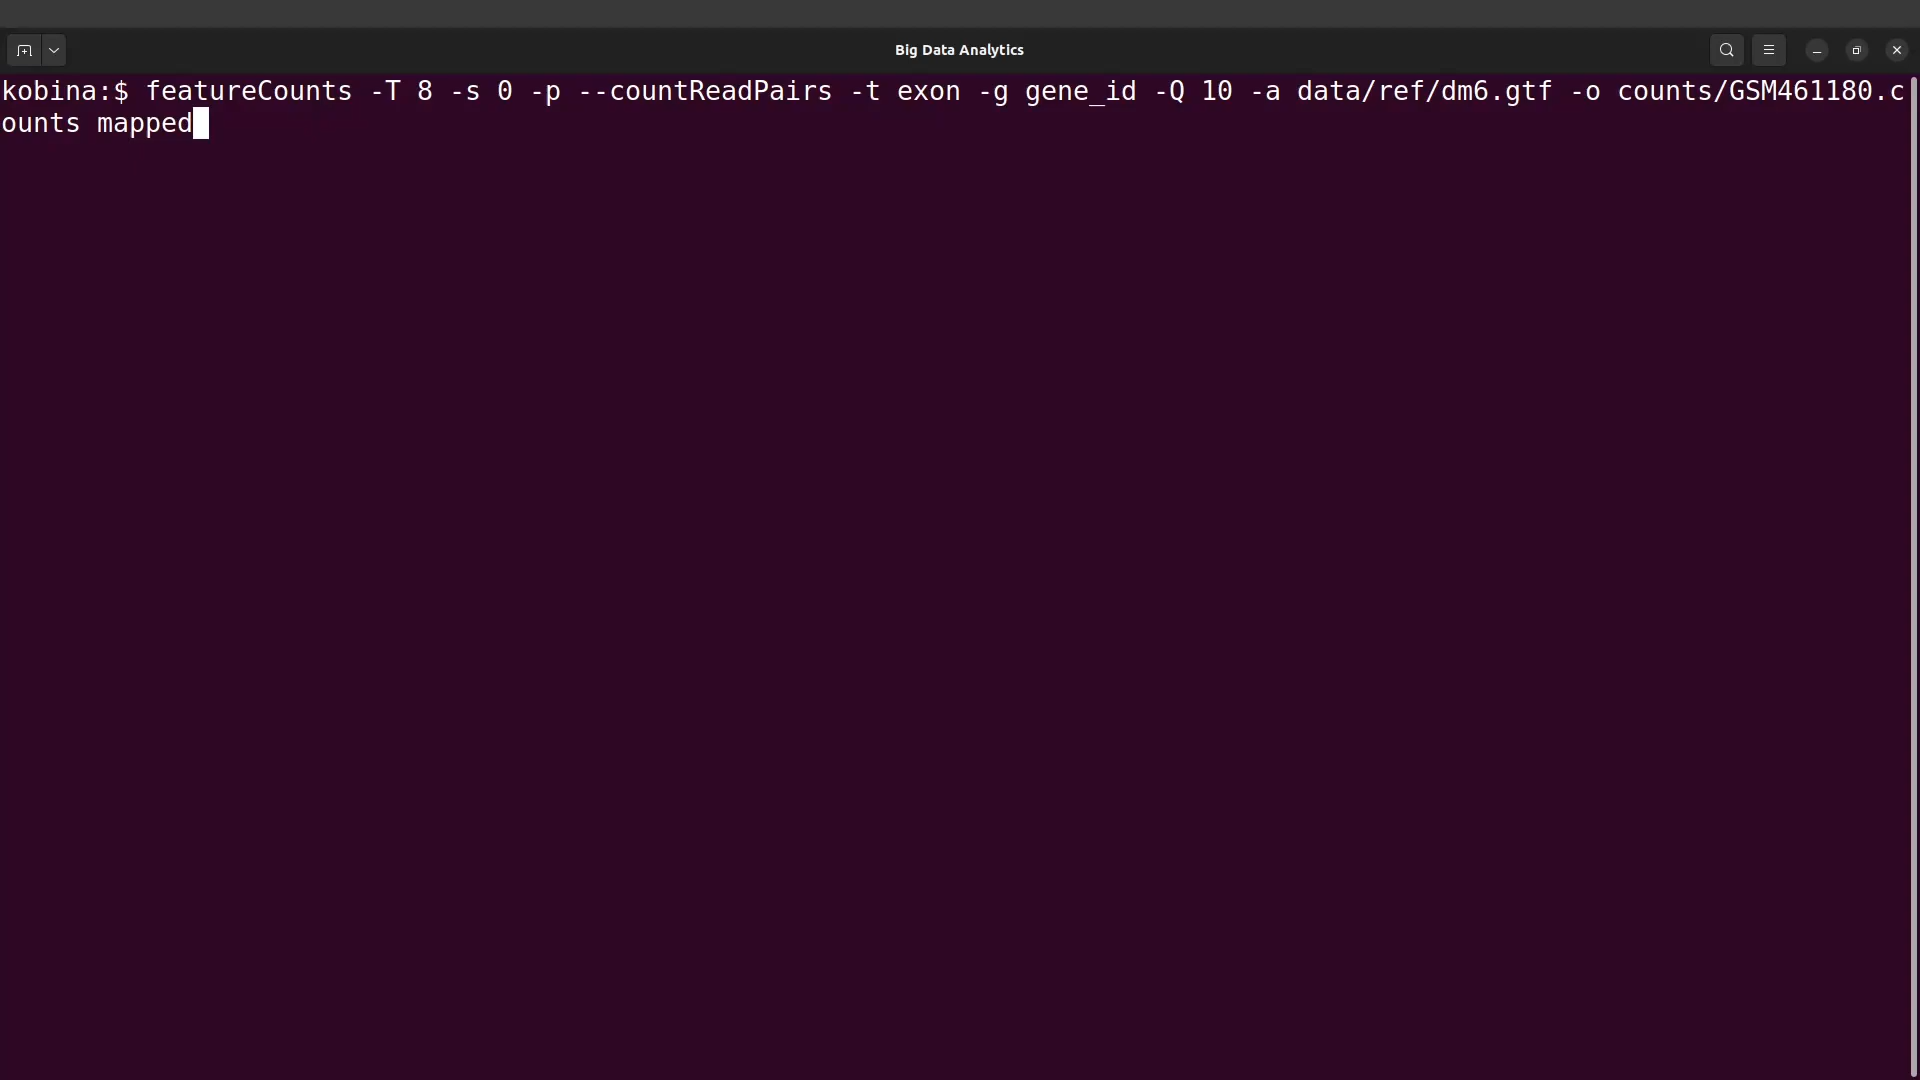 Big Data Analytics
kobina:$ featureCounts -T 8 -s 0 -p --countReadPairs -t exon -g gene_id -Q 10 -a data/ref/dm6.gtf -o counts/GSM461180.c
ounts mapped